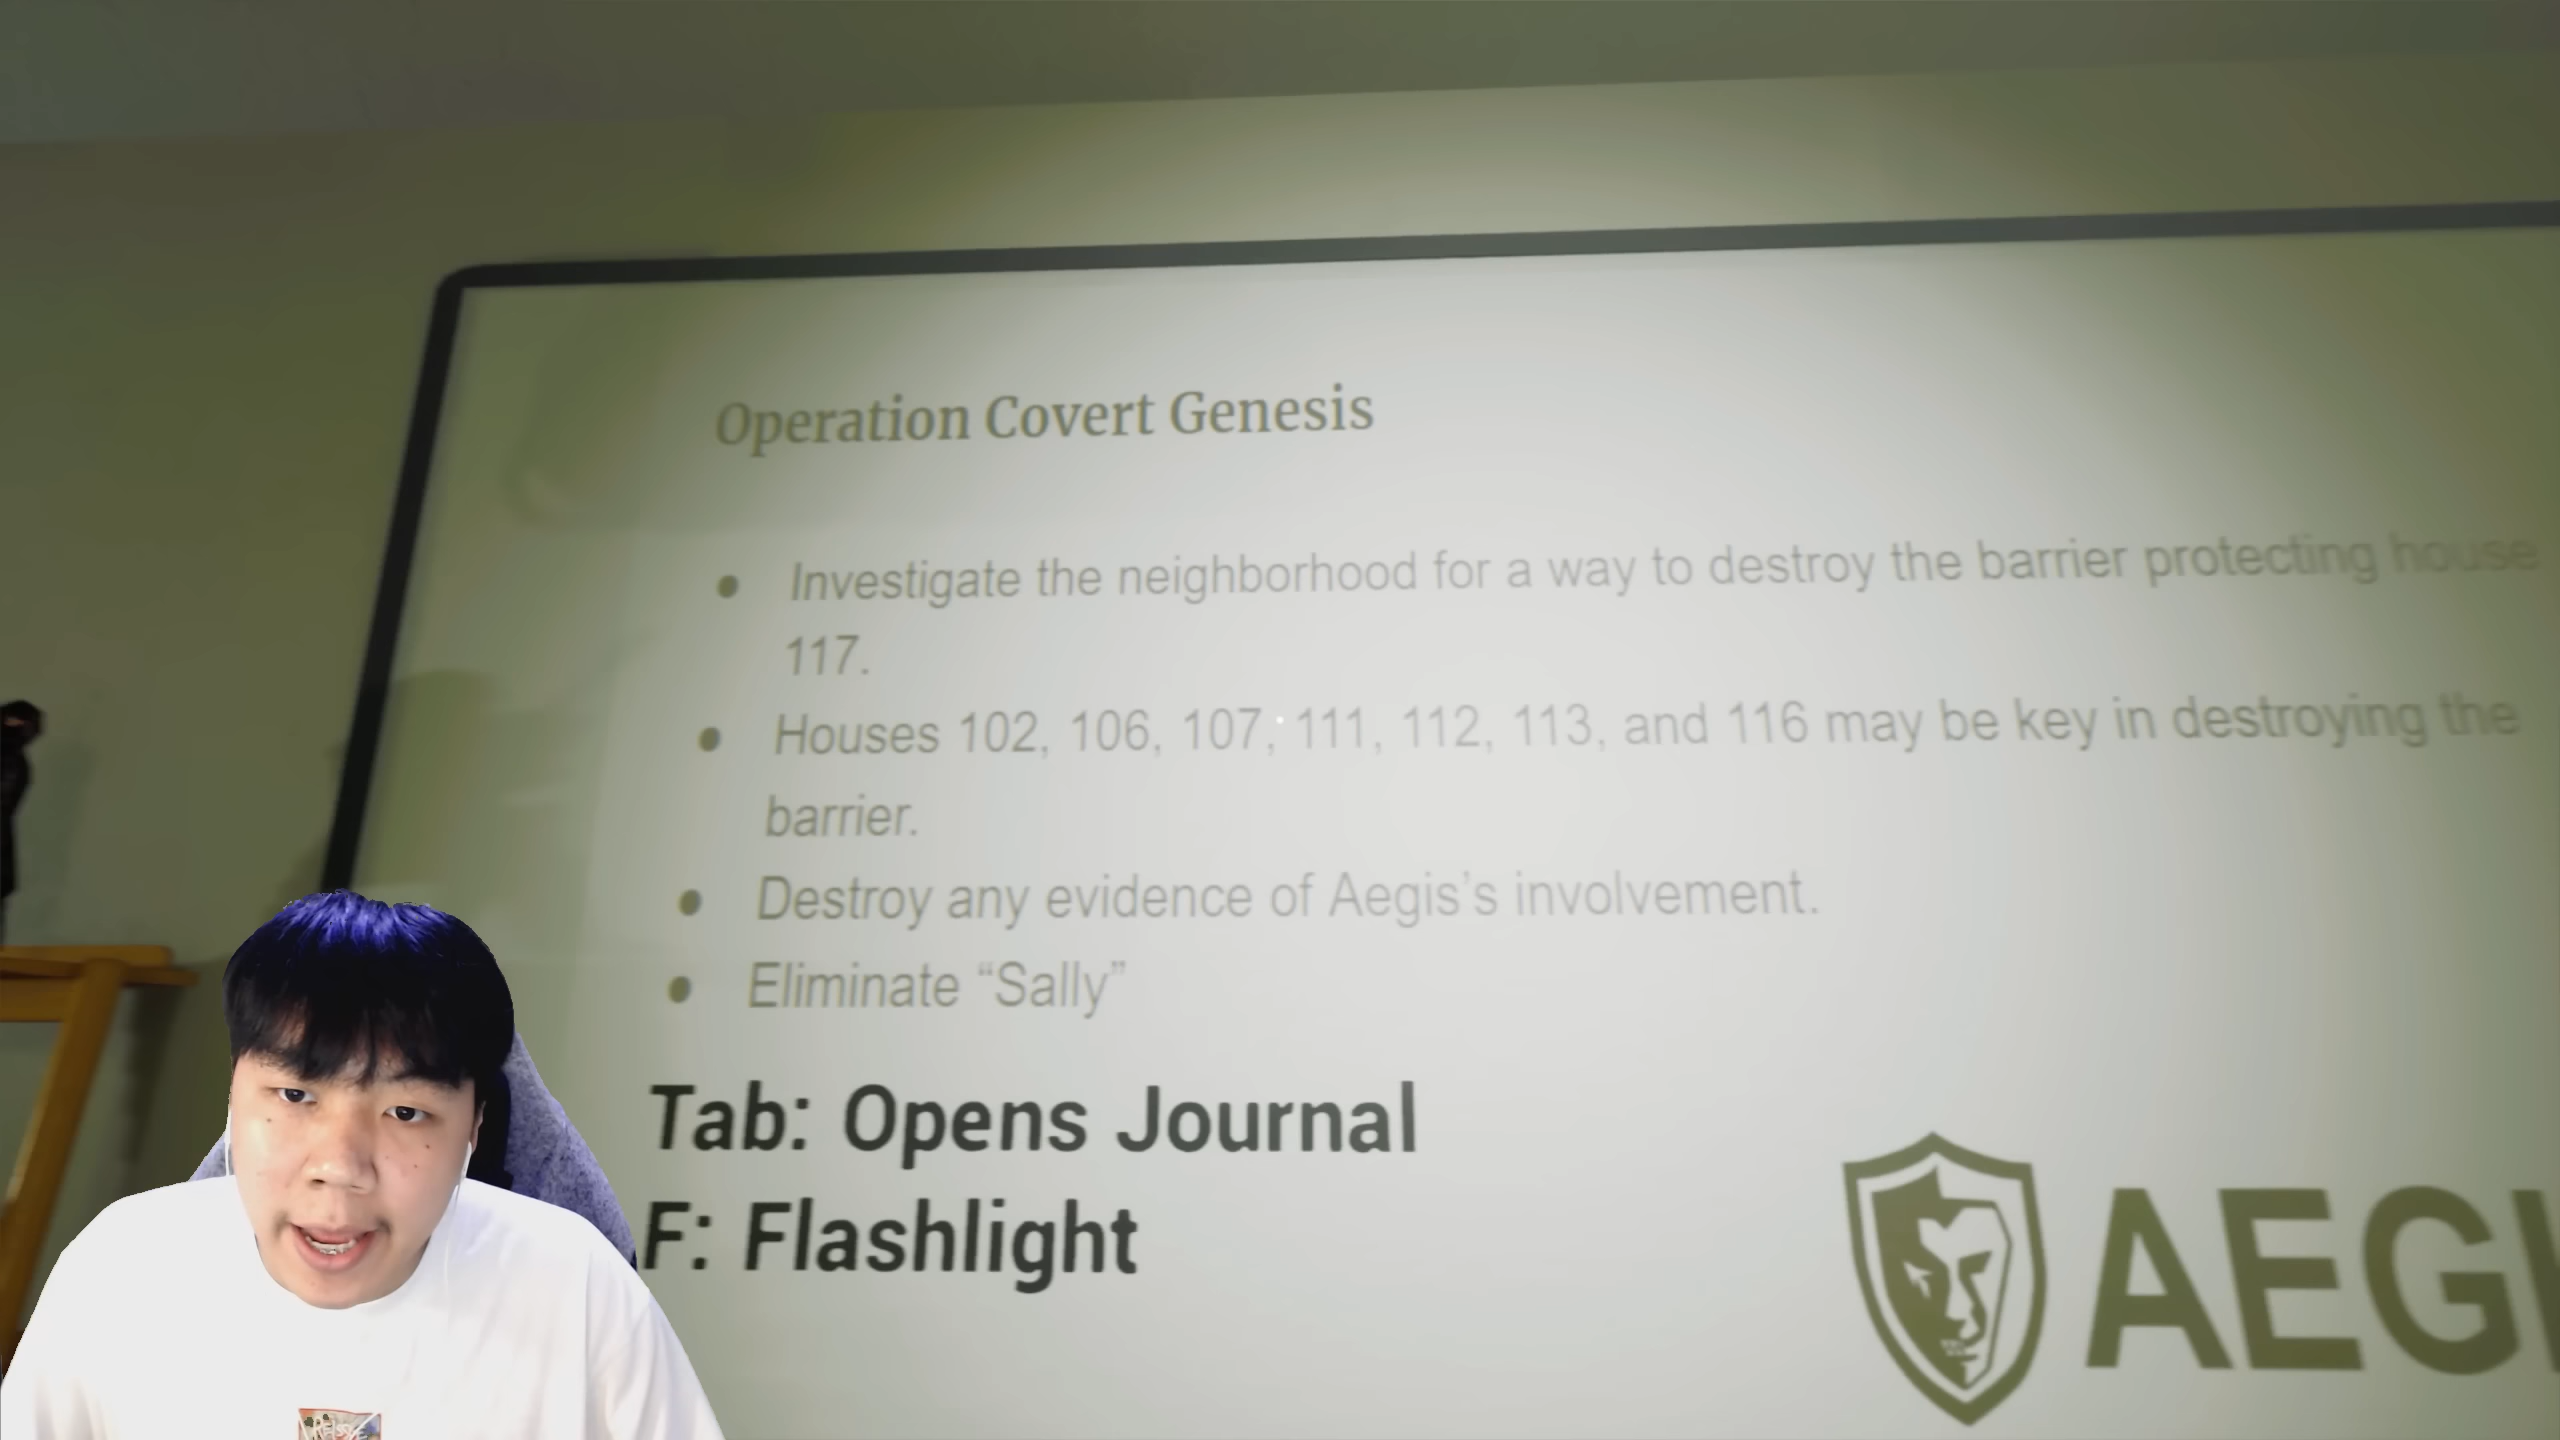 Operation Covert Genesis
● Investigate the neighborhood for a way to destroy the barrier protecting house
117.
● Houses 102, 106, 107, 111, 112, 113, and 116 may be key in destroying the
barrier.
● Destroy any evidence of Aegis’s involvement.
● Eliminate “Sally”
Tab: Opens Journal
F: Flashlight
AEGI